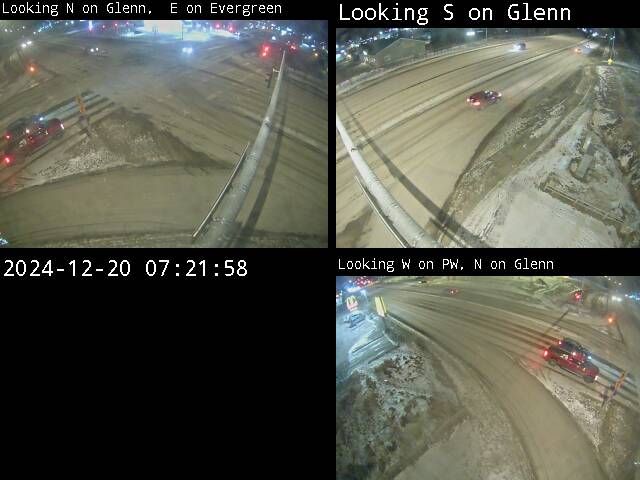 Looking N on Glenn,  E on Evergreen
Looking S on Glenn
2024-12-20 07:21:58
Looking W on PW, N on Glenn